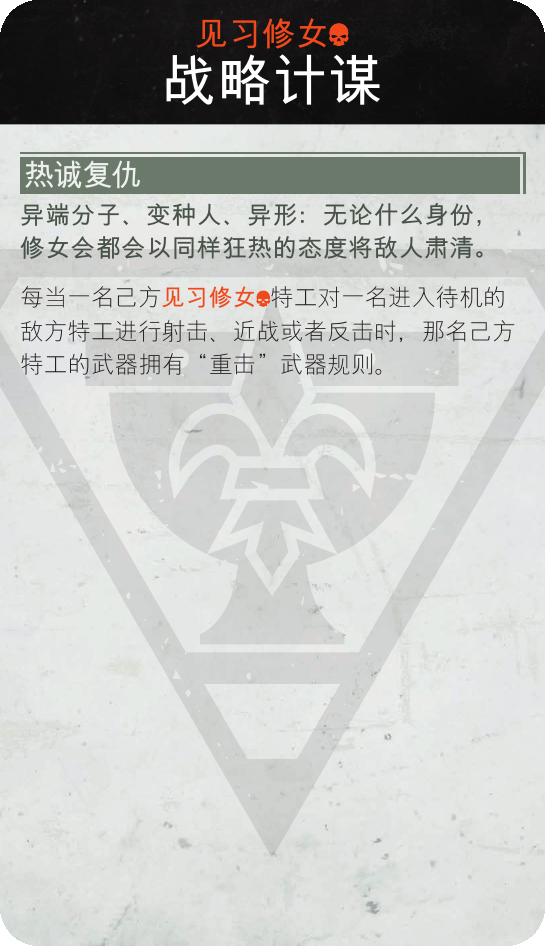 见习修女
战略计谋
热诚复仇
异端分子、变种人、异形：无论什么身份，
修女会都会以同样狂热的态度将敌人肃清。
每当一名己方见习修女特工对一名进入待机的
敌方特工进行射击、近战或者反击时，那名己方
特工的武器拥有“重击”武器规则。